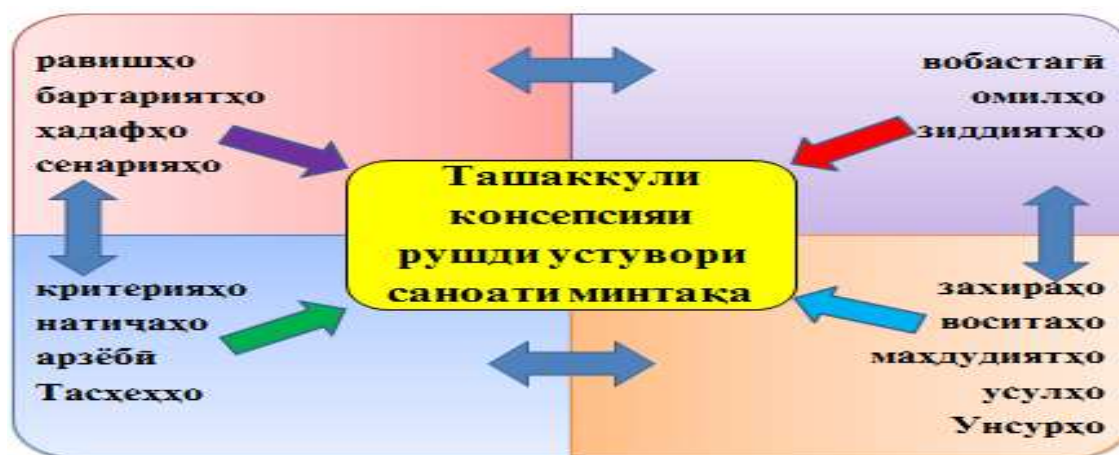 равишҳо
бартариятҳо
ҳадафҳо
сенарияҳо
вобастагӣ
омилҳо
зиддиятҳо
Ташаккули
консепсияи
рушди устувори
саноати минтақа
критерияҳо
натиҷаҳо
арзёбӣ
Тасҳеҳҳо
захираҳо
воситаҳо
маҳдудиятҳо
усулҳо
Унсурҳо